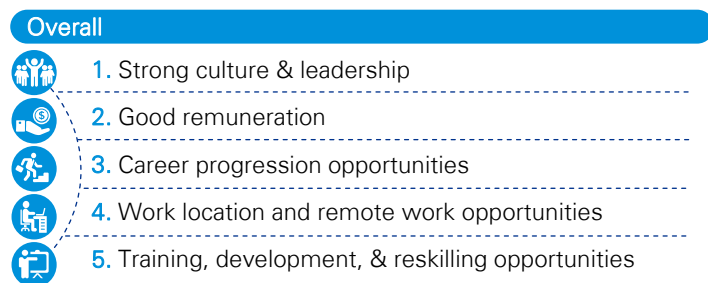 Overall
1. Strong culture & leadership
2. Good remuneration
3. Career progression opportunities
4. Work location and remote work opportunities
5. Training, development, & reskilling opportunities